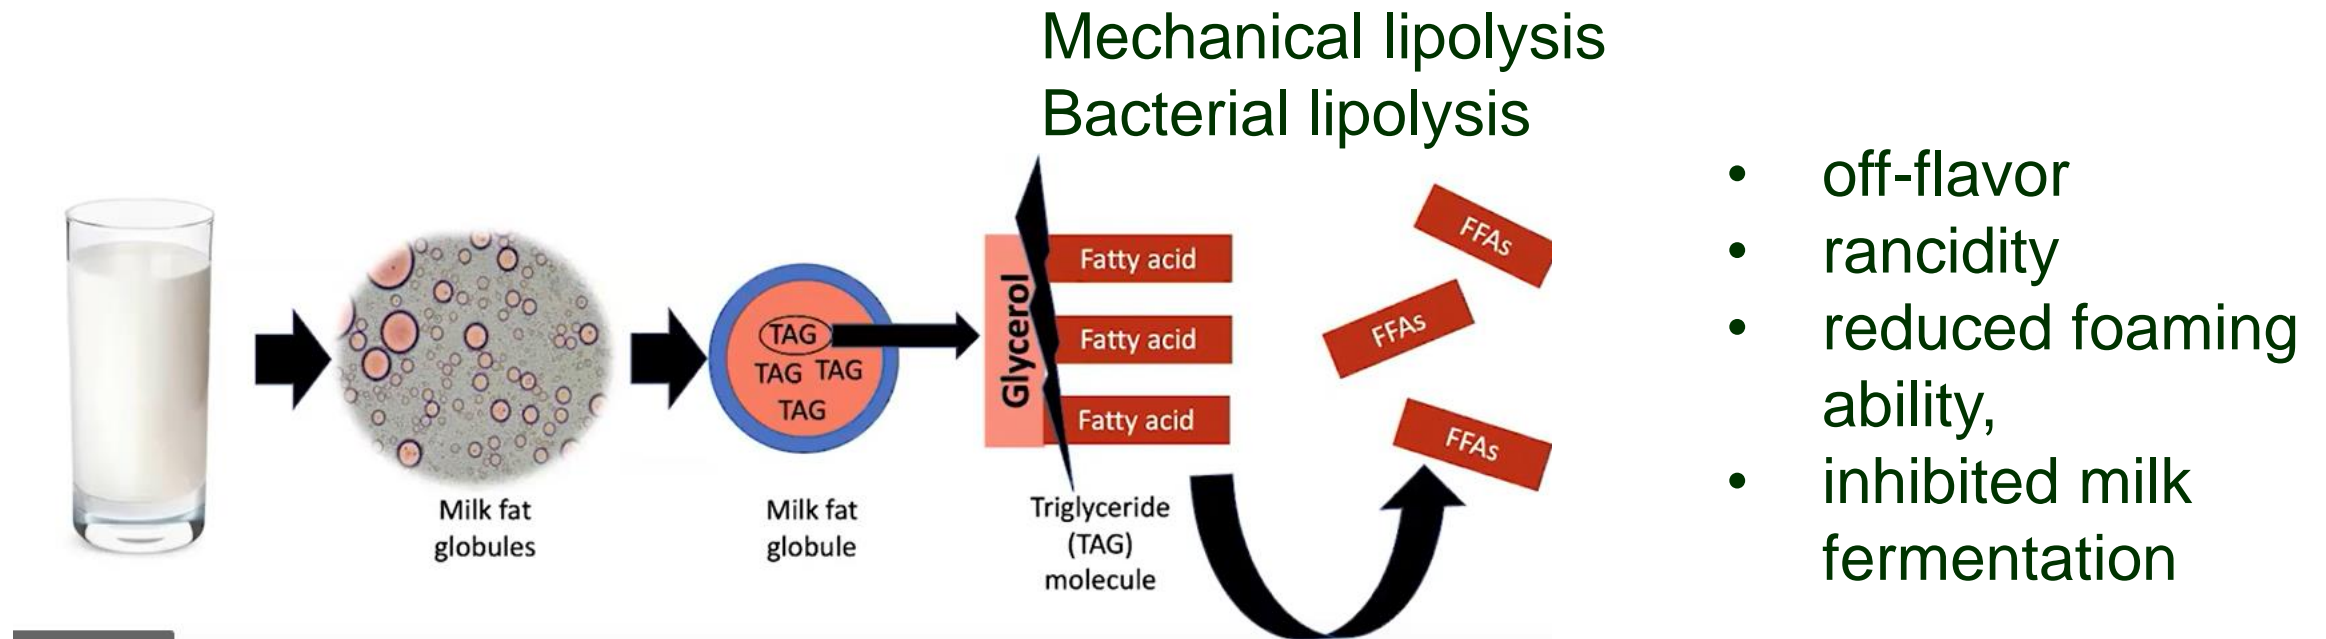 Mechanical lipolysis
Bacterial lipolysis
Milk fat
globules
TAG
TAG TAG
TAG
Milk fat
globule
Glycerol
Fatty acid
Fatty acid
Fatty acid
Triglyceride
(TAG)
molecule
FFAs
FFAs
FFAs
• off-flavor
• rancidity
• reduced foaming
ability,
• inhibited milk
fermentation